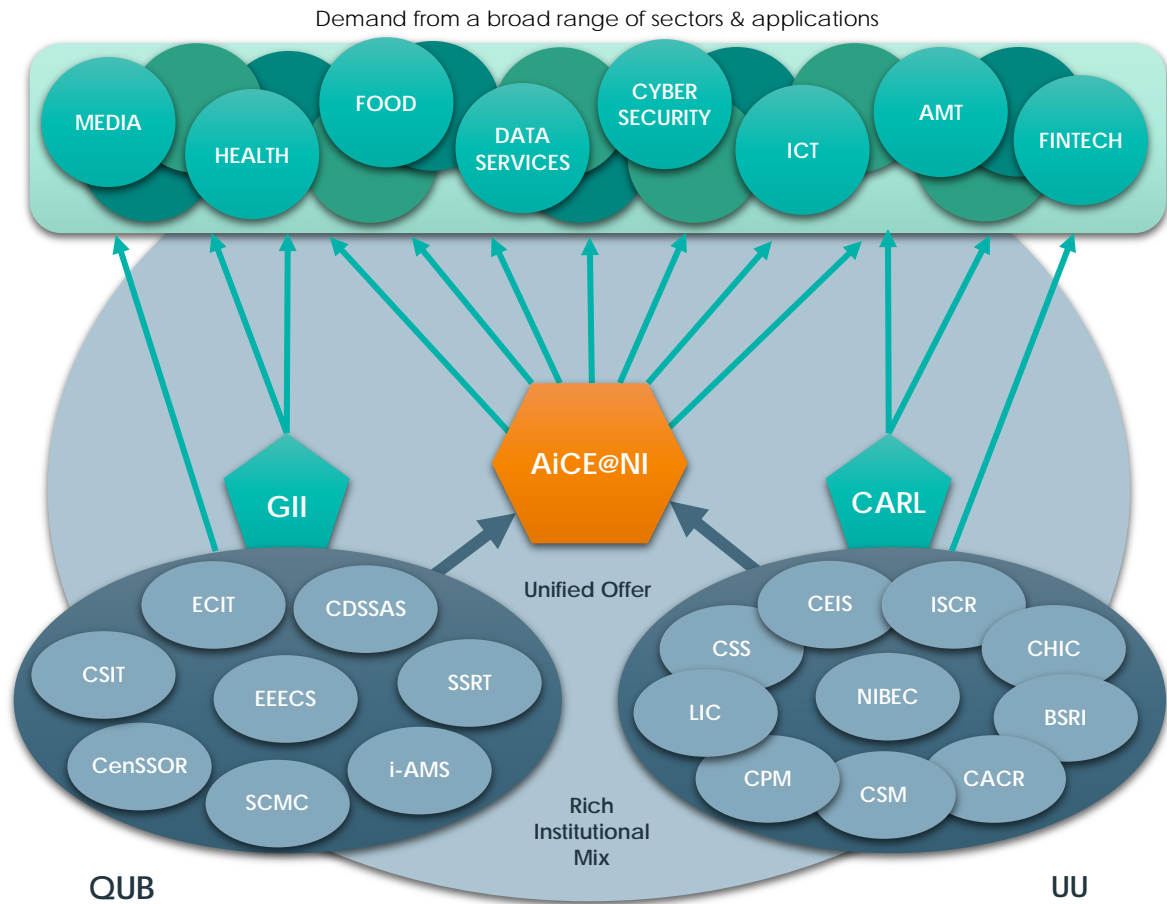 Demand from a broad range of sectors & applications
MEDIA
HEALTH
FOOD
DATA
SERVICES
CYBER
SECURITY
ICT
AMT
FINTECH
GII
AiCE@NI
CARL
Unified Offer
ECIT
CDSSAS
CSIT
EEECS
SSRT
CenSSOR
SCMC
i-AMS
CEIS
ISCR
CSS
CHIC
LIC
NIBEC
BSRI
CPM
CSM
CACR
Rich
Institutional
Mix
QUB
UU